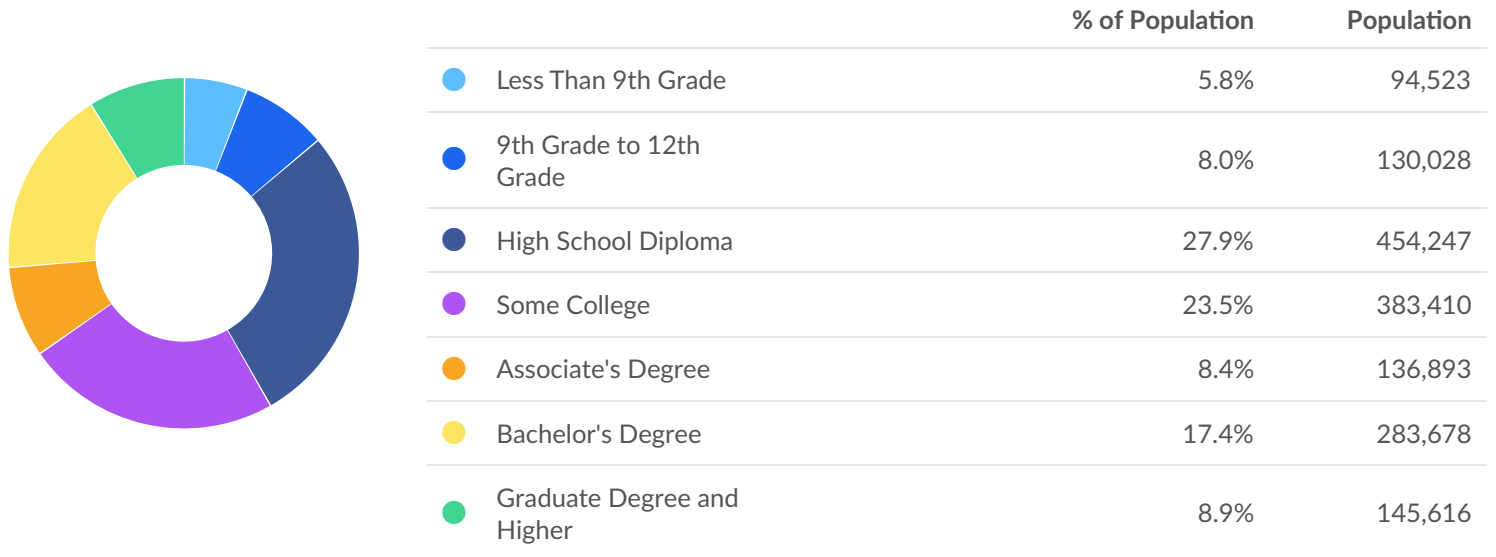 % of Population Population
Less Than 9th Grade 5.8% 94,523
9th Grade to 12th
Grade 8.0% 130,028
High School Diploma 27.9% 454,247
Some College 23.5% 383,410
Associate's Degree 8.4% 136,893
Bachelor's Degree 17.4% 283,678
Graduate Degree and
Higher 8.9% 145,616